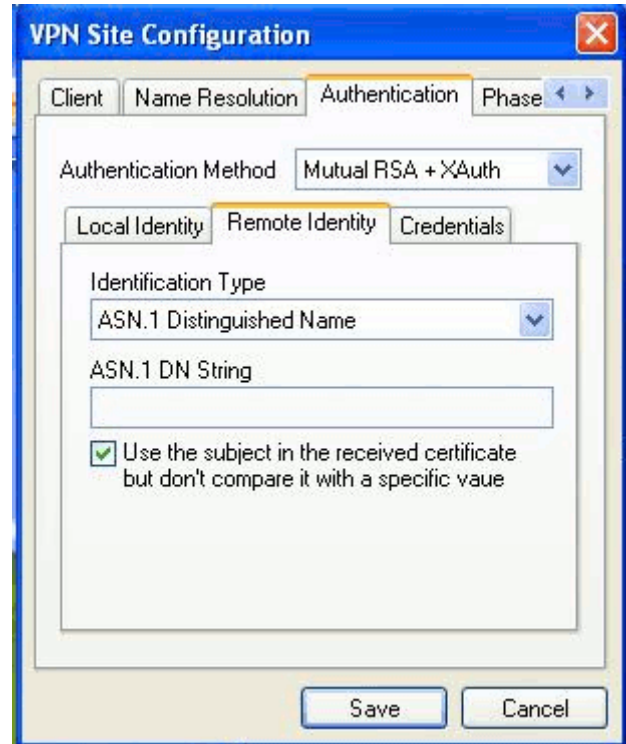 VPN Site Configuration
Client Name Resolution Authentication Phase
Authentication Method Mutual RSA + XAuth
Local Identity Remote Identity Credentials
Identification Type
ASN.1 Distinguished Name
ASN.1 DN String
Use the subject in the received certificate
but don't compare it with a specific vaue
Save Cancel